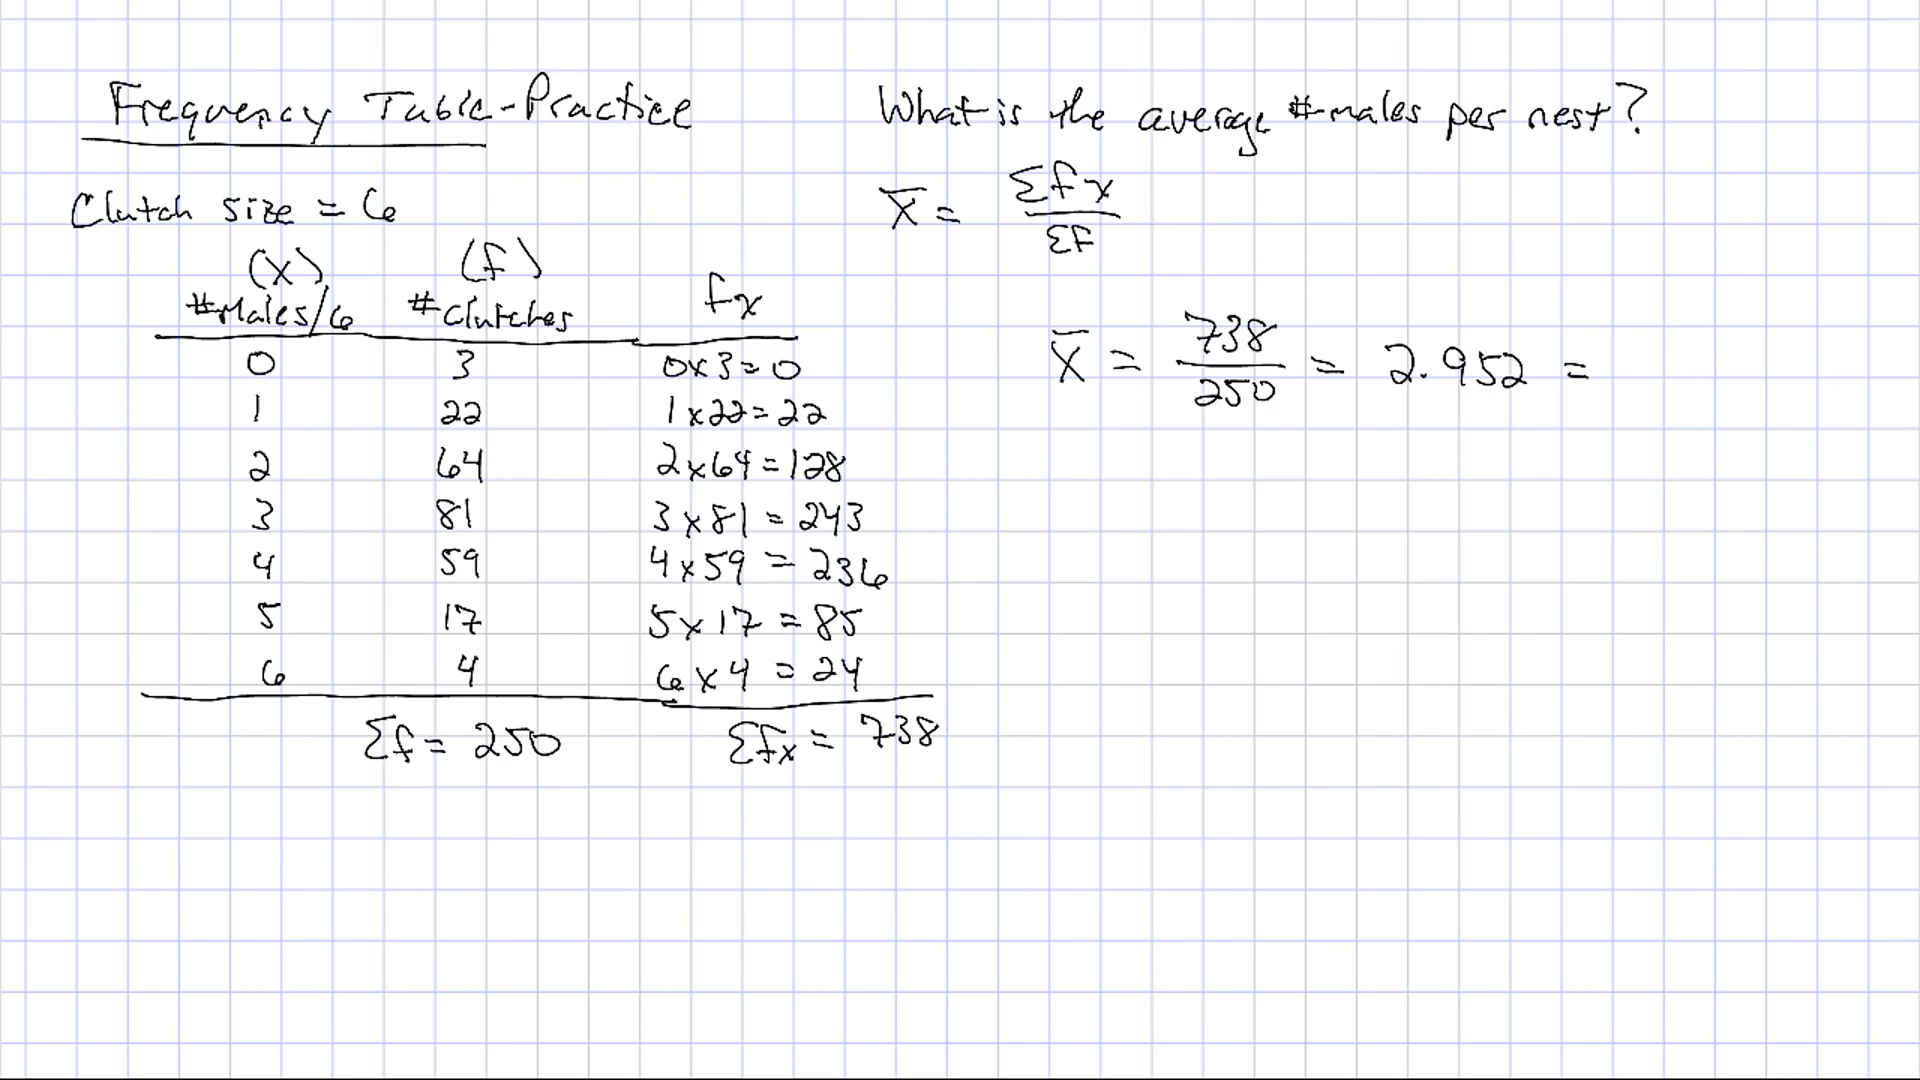 Frequency Table-Practice
Clutch size = 6
(x) (f)
#Males/6 #Clutches fx
0 3 0x3=0
1 22 1x22=22
2 64 2x64=128
3 81 3x81=243
4 59 4x59=236
5 17 5x17=85
6 4 6x4=24
Σf= 250 Σfx= 738
What is the average #males per nest?
x̄ = Σfx / Σf
x̄ = 738 / 250 = 2.952 =